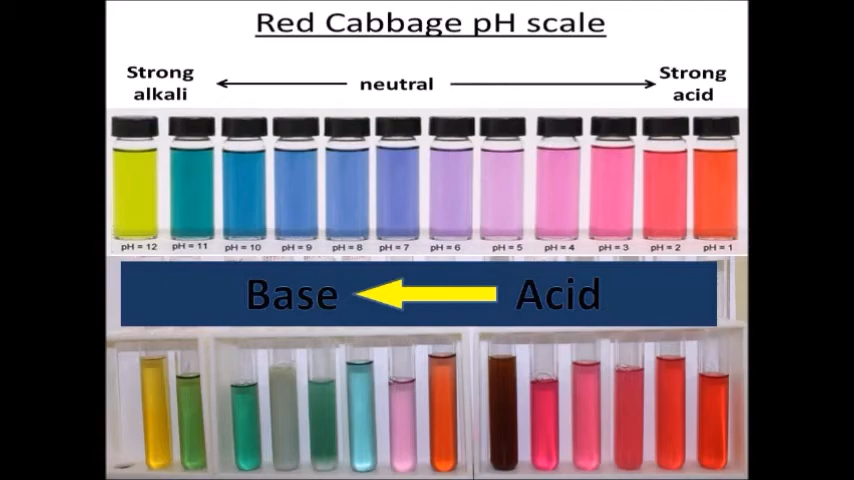 Red Cabbage pH scale
Strong alkali
neutral
Strong acid
pH = 12
pH = 11
pH = 10
pH = 9
pH = 8
pH = 7
pH = 6
pH = 5
pH = 4
pH = 3
pH = 2
pH = 1
Base
Acid